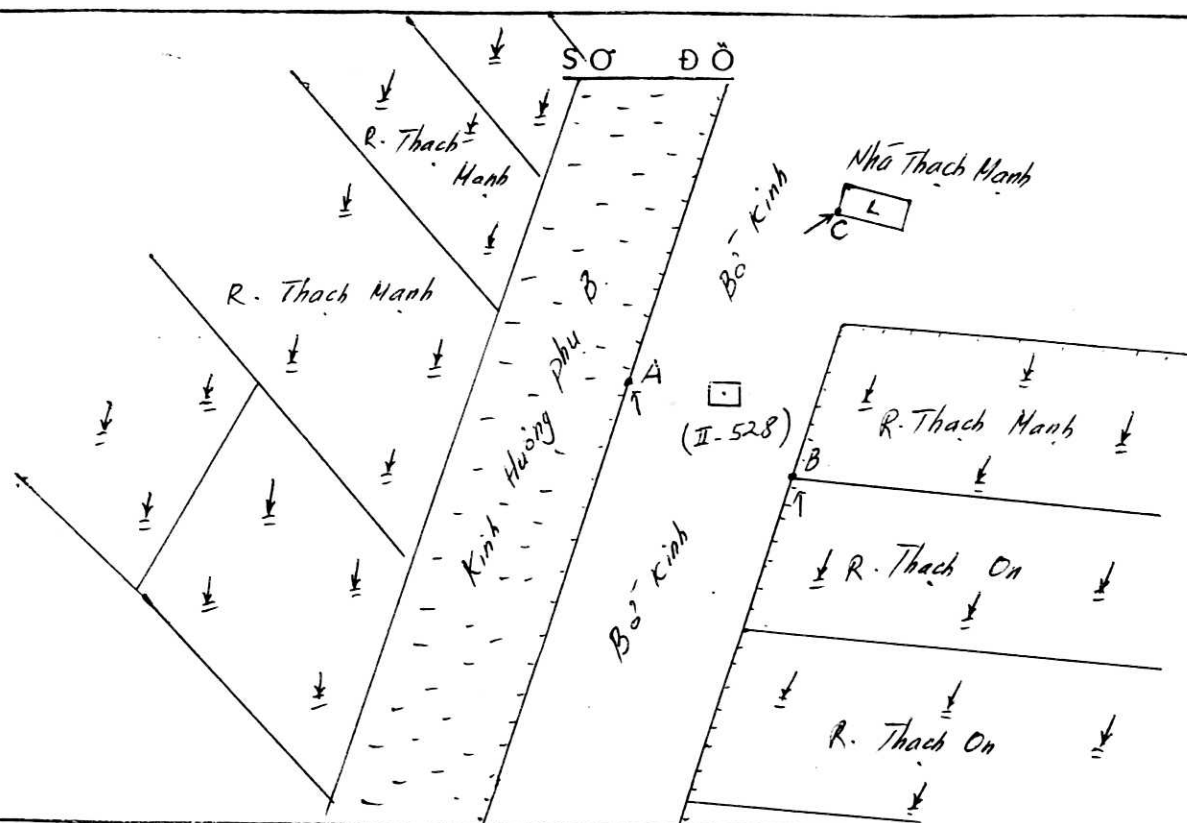 SƠ ĐỒ
R. Thạch
Mạnh
Nhà Thạch Mạnh
L
C
Bờ Kinh
R. Thạch Mạnh
Kinh Hưởng phụ B
A
(II-528)
R. Thạch Mạnh
B
Bờ Kinh
R. Thạch On
R. Thạch On